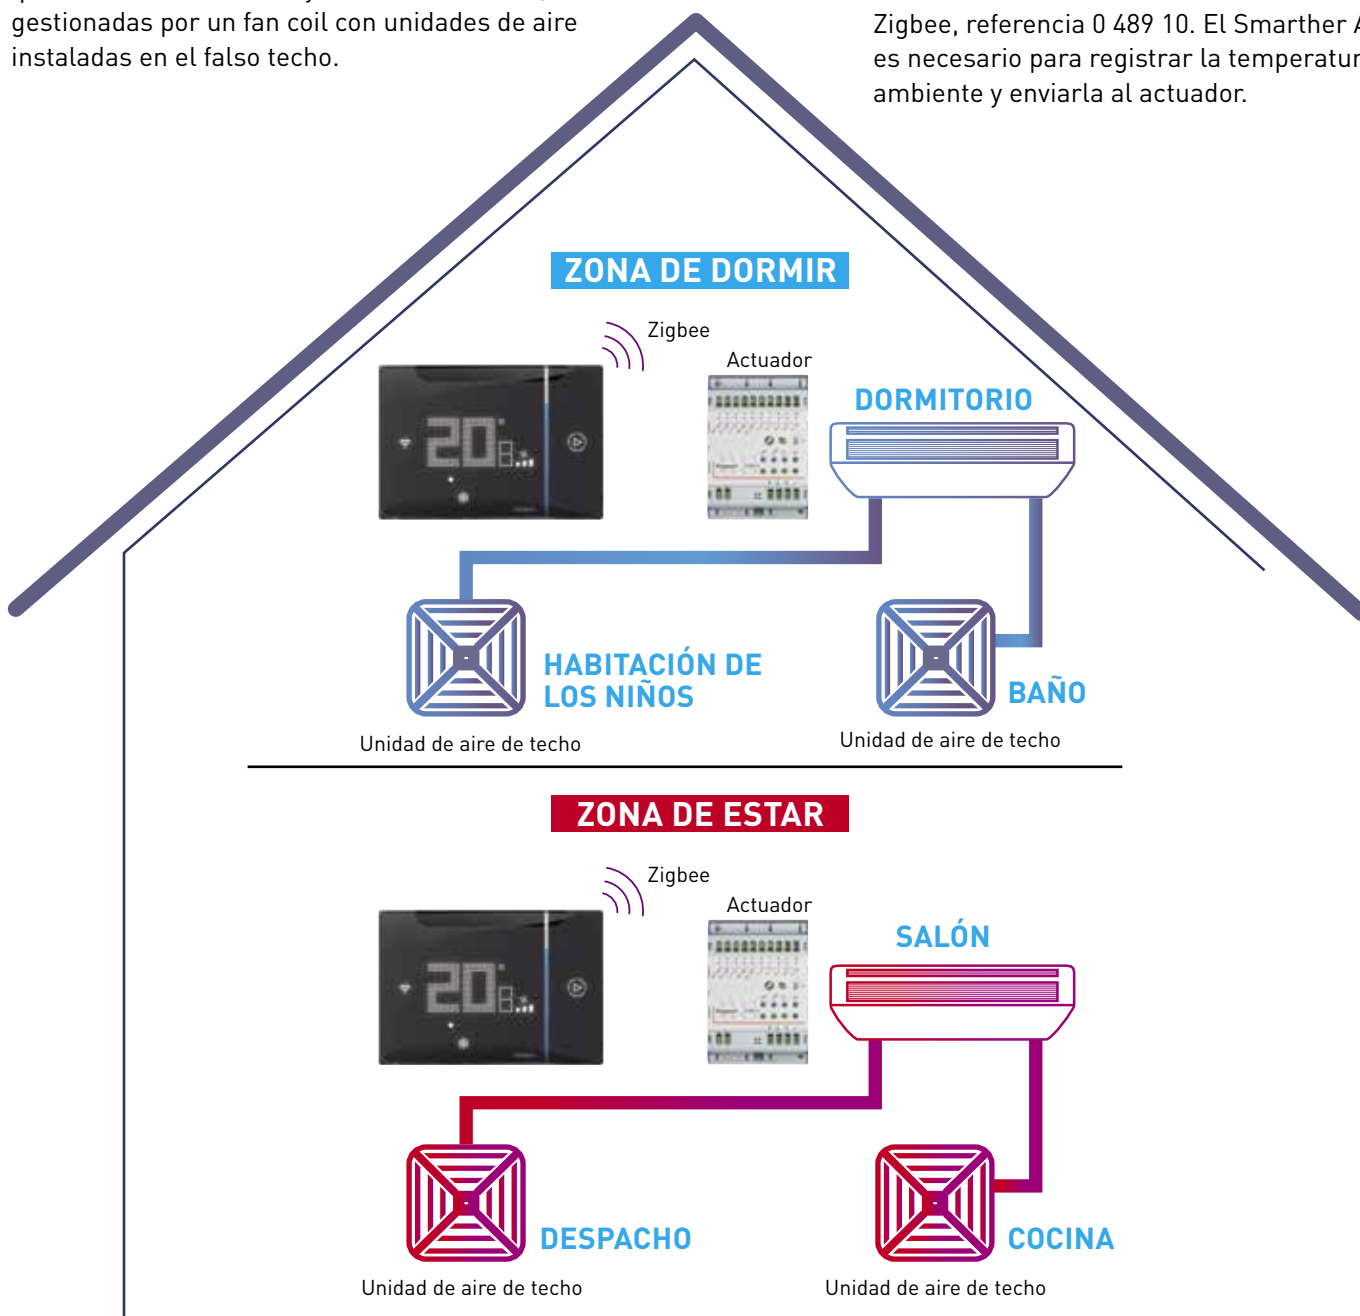 gestionadas por un fan coil con unidades de aire
instaladas en el falso techo.
Zigbee, referencia 0 489 10. El Smarther A
es necesario para registrar la temperatur
ambiente y enviarla al actuador.
ZONA DE DORMIR
Zigbee
Actuador
20°
DORMITORIO
HABITACIÓN DE
LOS NIÑOS
BAÑO
Unidad de aire de techo
Unidad de aire de techo
ZONA DE ESTAR
Zigbee
Actuador
20°
SALÓN
DESPACHO
COCINA
Unidad de aire de techo
Unidad de aire de techo